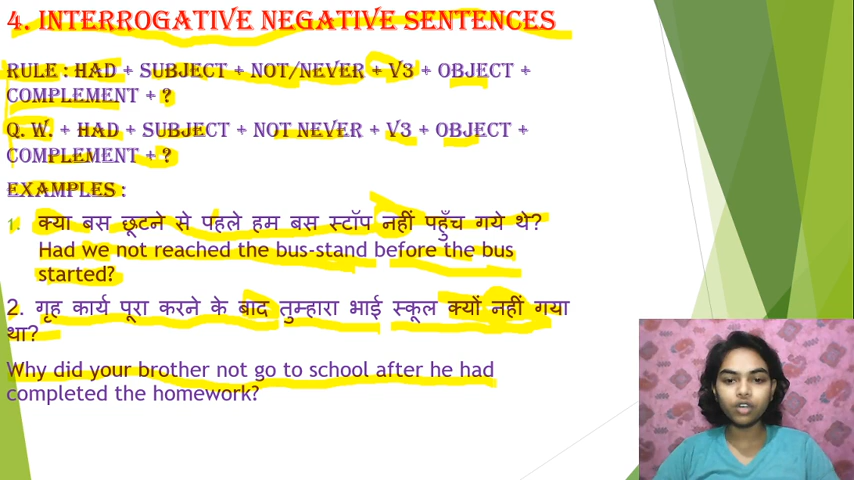 4. INTERROGATIVE NEGATIVE SENTENCES
RULE : HAD + SUBJECT + NOT/NEVER + V3 + OBJECT +
COMPLEMENT + ?
Q. W. + HAD + SUBJECT + NOT NEVER + V3 + OBJECT +
COMPLEMENT + ?
EXAMPLES :
1. क्या बस छूटने से पहले हम बस स्टॉप नहीं पहुँच गये थे?
Had we not reached the bus-stand before the bus
started?
2. गृह कार्य पूरा करने के बाद तुम्हारा भाई स्कूल क्यों नहीं गया
था?
Why did your brother not go to school after he had
completed the homework?